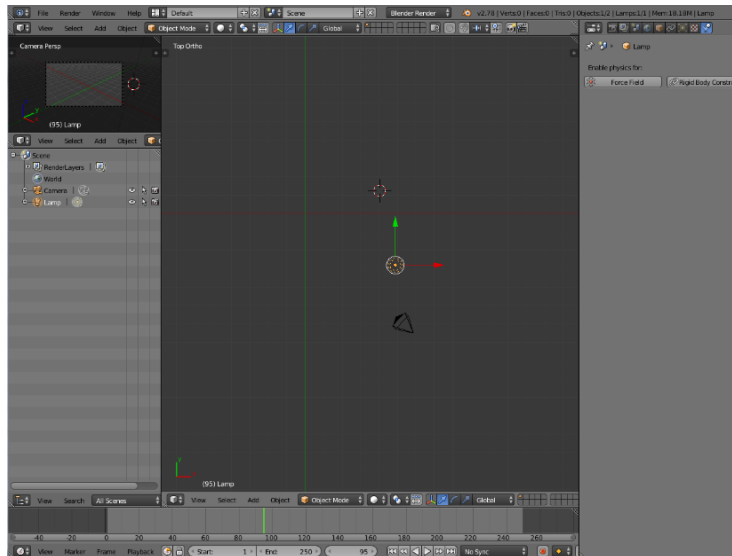 File Render Window Help Default Scene Blender Render v2.78 | Verts:0 | Faces:0 | Tris:0 | Objects:1/2 | Lamps:1/1 | Mem:18.18M | Lamp
View Select Add Object Object Mode Global
Camera Persp
Top Ortho
Lamp
Enable physics for:
Force Field Rigid Body Constr
(95) Lamp
View Select Add Object
Scene
RenderLayers
World
Camera
Lamp
y
(95) Lamp
View Search All Scenes View Select Add Object Object Mode Global
-40 -20 0 20 40 60 80 100 120 140 160 180 200 220 240 260
View Marker Frame Playback Start: 1 End: 250 95 No Sync